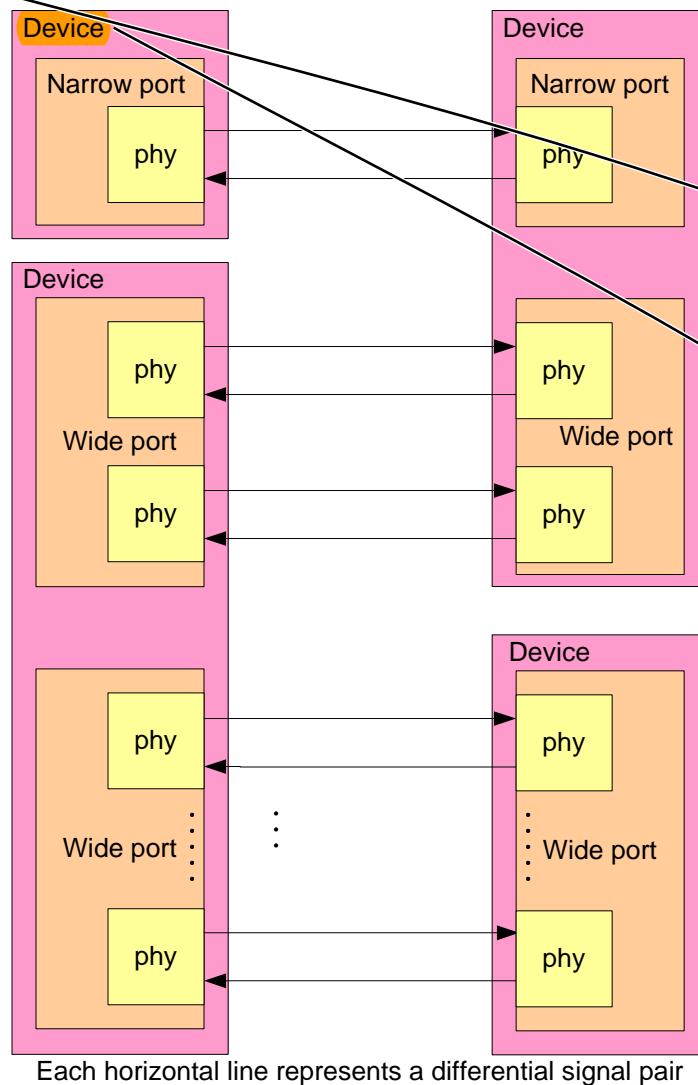 Device
Narrow port
phy
Device
Narrow port
phy
Device
phy
Wide port
phy
phy
Wide port
phy
phy
Wide port
phy
Device
phy
Wide port
phy
Each horizontal line represents a differential signal pair